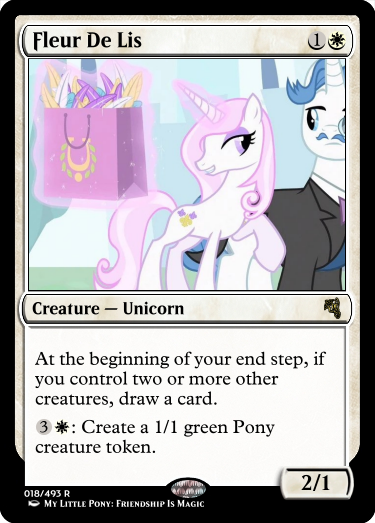 Fleur De Lis 1
Creature — Unicorn
At the beginning of your end step, if
you control two or more other
creatures, draw a card.
3 : Create a 1/1 green Pony
creature token.
2/1
018/493 R
My Little Pony: Friendship Is Magic